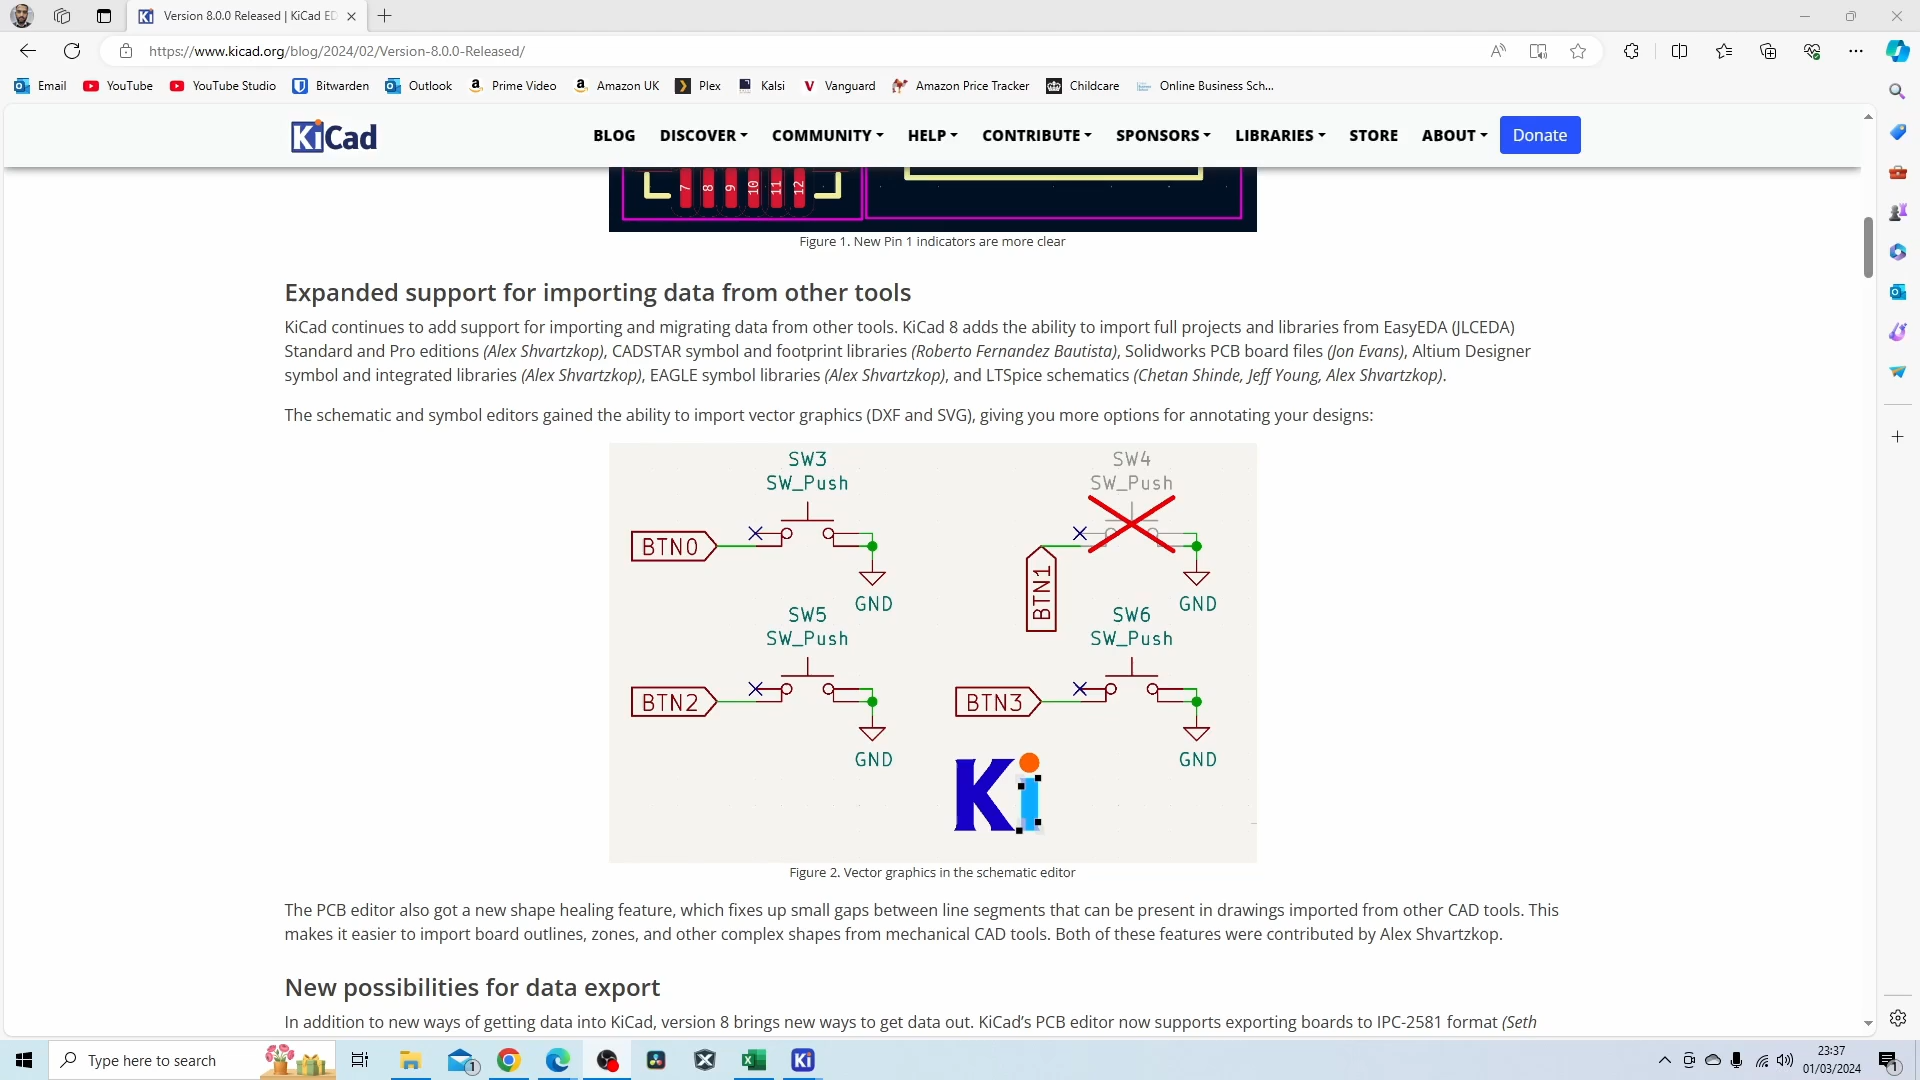 Version 8.0.0 Released | KiCad ED
https://www.kicad.org/blog/2024/02/Version-8.0.0-Released/
Email YouTube YouTube Studio Bitwarden Outlook Prime Video Amazon UK Plex Kalsi Vanguard Amazon Price Tracker Childcare Online Business Sch...
KiCad BLOG DISCOVER COMMUNITY HELP CONTRIBUTE SPONSORS LIBRARIES STORE ABOUT Donate
7 8 9 10 11 12
Figure 1. New Pin 1 indicators are more clear
Expanded support for importing data from other tools
KiCad continues to add support for importing and migrating data from other tools. KiCad 8 adds the ability to import full projects and libraries from EasyEDA (JLCEDA)
Standard and Pro editions (Alex Shvartzkop), CADSTAR symbol and footprint libraries (Roberto Fernandez Bautista), Solidworks PCB board files (Jon Evans), Altium Designer
symbol and integrated libraries (Alex Shvartzkop), EAGLE symbol libraries (Alex Shvartzkop), and LTSpice schematics (Chetan Shinde, Jeff Young, Alex Shvartzkop).
The schematic and symbol editors gained the ability to import vector graphics (DXF and SVG), giving you more options for annotating your designs:
SW3 SW4
SW_Push SW_Push
BTN0
BTN1
GND GND
SW5 SW6
SW_Push SW_Push
BTN2 BTN3
GND GND
Ki
Figure 2. Vector graphics in the schematic editor
The PCB editor also got a new shape healing feature, which fixes up small gaps between line segments that can be present in drawings imported from other CAD tools. This
makes it easier to import board outlines, zones, and other complex shapes from mechanical CAD tools. Both of these features were contributed by Alex Shvartzkop.
New possibilities for data export
In addition to new ways of getting data into KiCad, version 8 brings new ways to get data out. KiCad's PCB editor now supports exporting boards to IPC-2581 format (Seth
Type here to search
1
Ki
23:37
01/03/2024
1